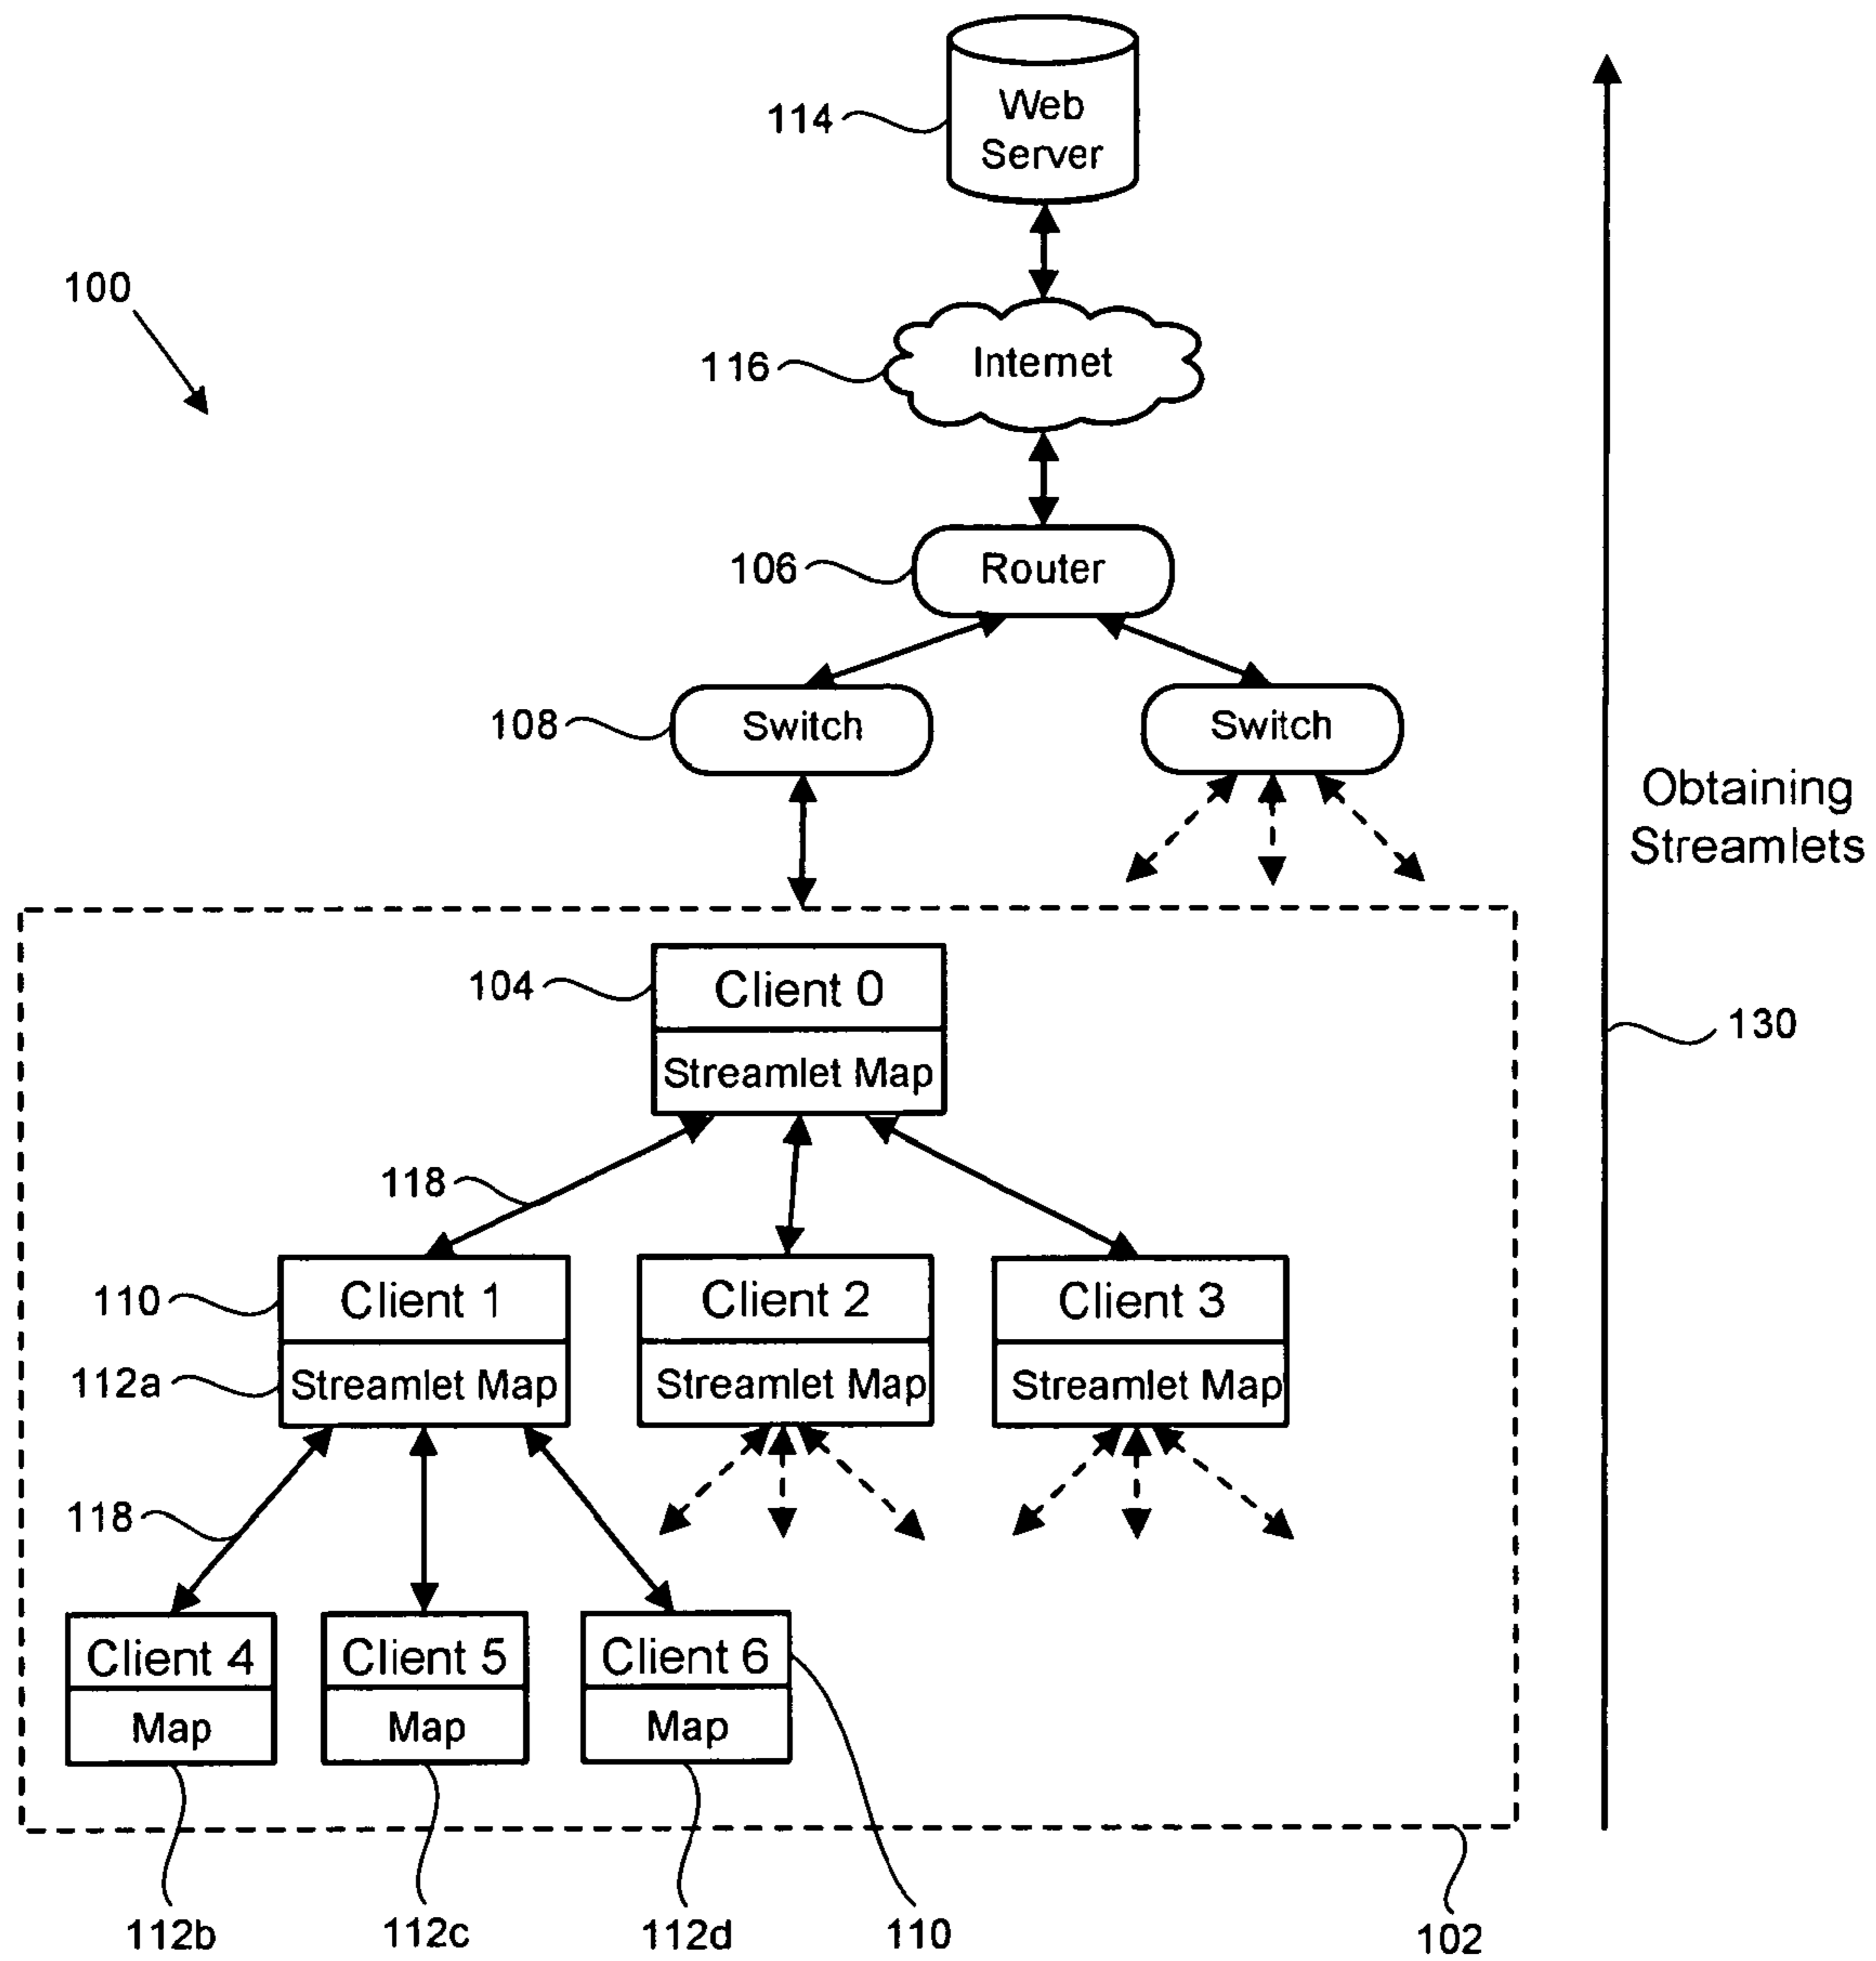 Web
Server
114
100
Internet
116
Router
106
Switch
108
Switch
Obtaining
Streamlets
Client 0
104
Streamlet Map
130
118
Client 1
110
Client 2
Client 3
Streamlet Map
112a
Streamlet Map
Streamlet Map
118
Client 4
Client 5
Client 6
Map
Map
Map
112b
112c
112d
110
102